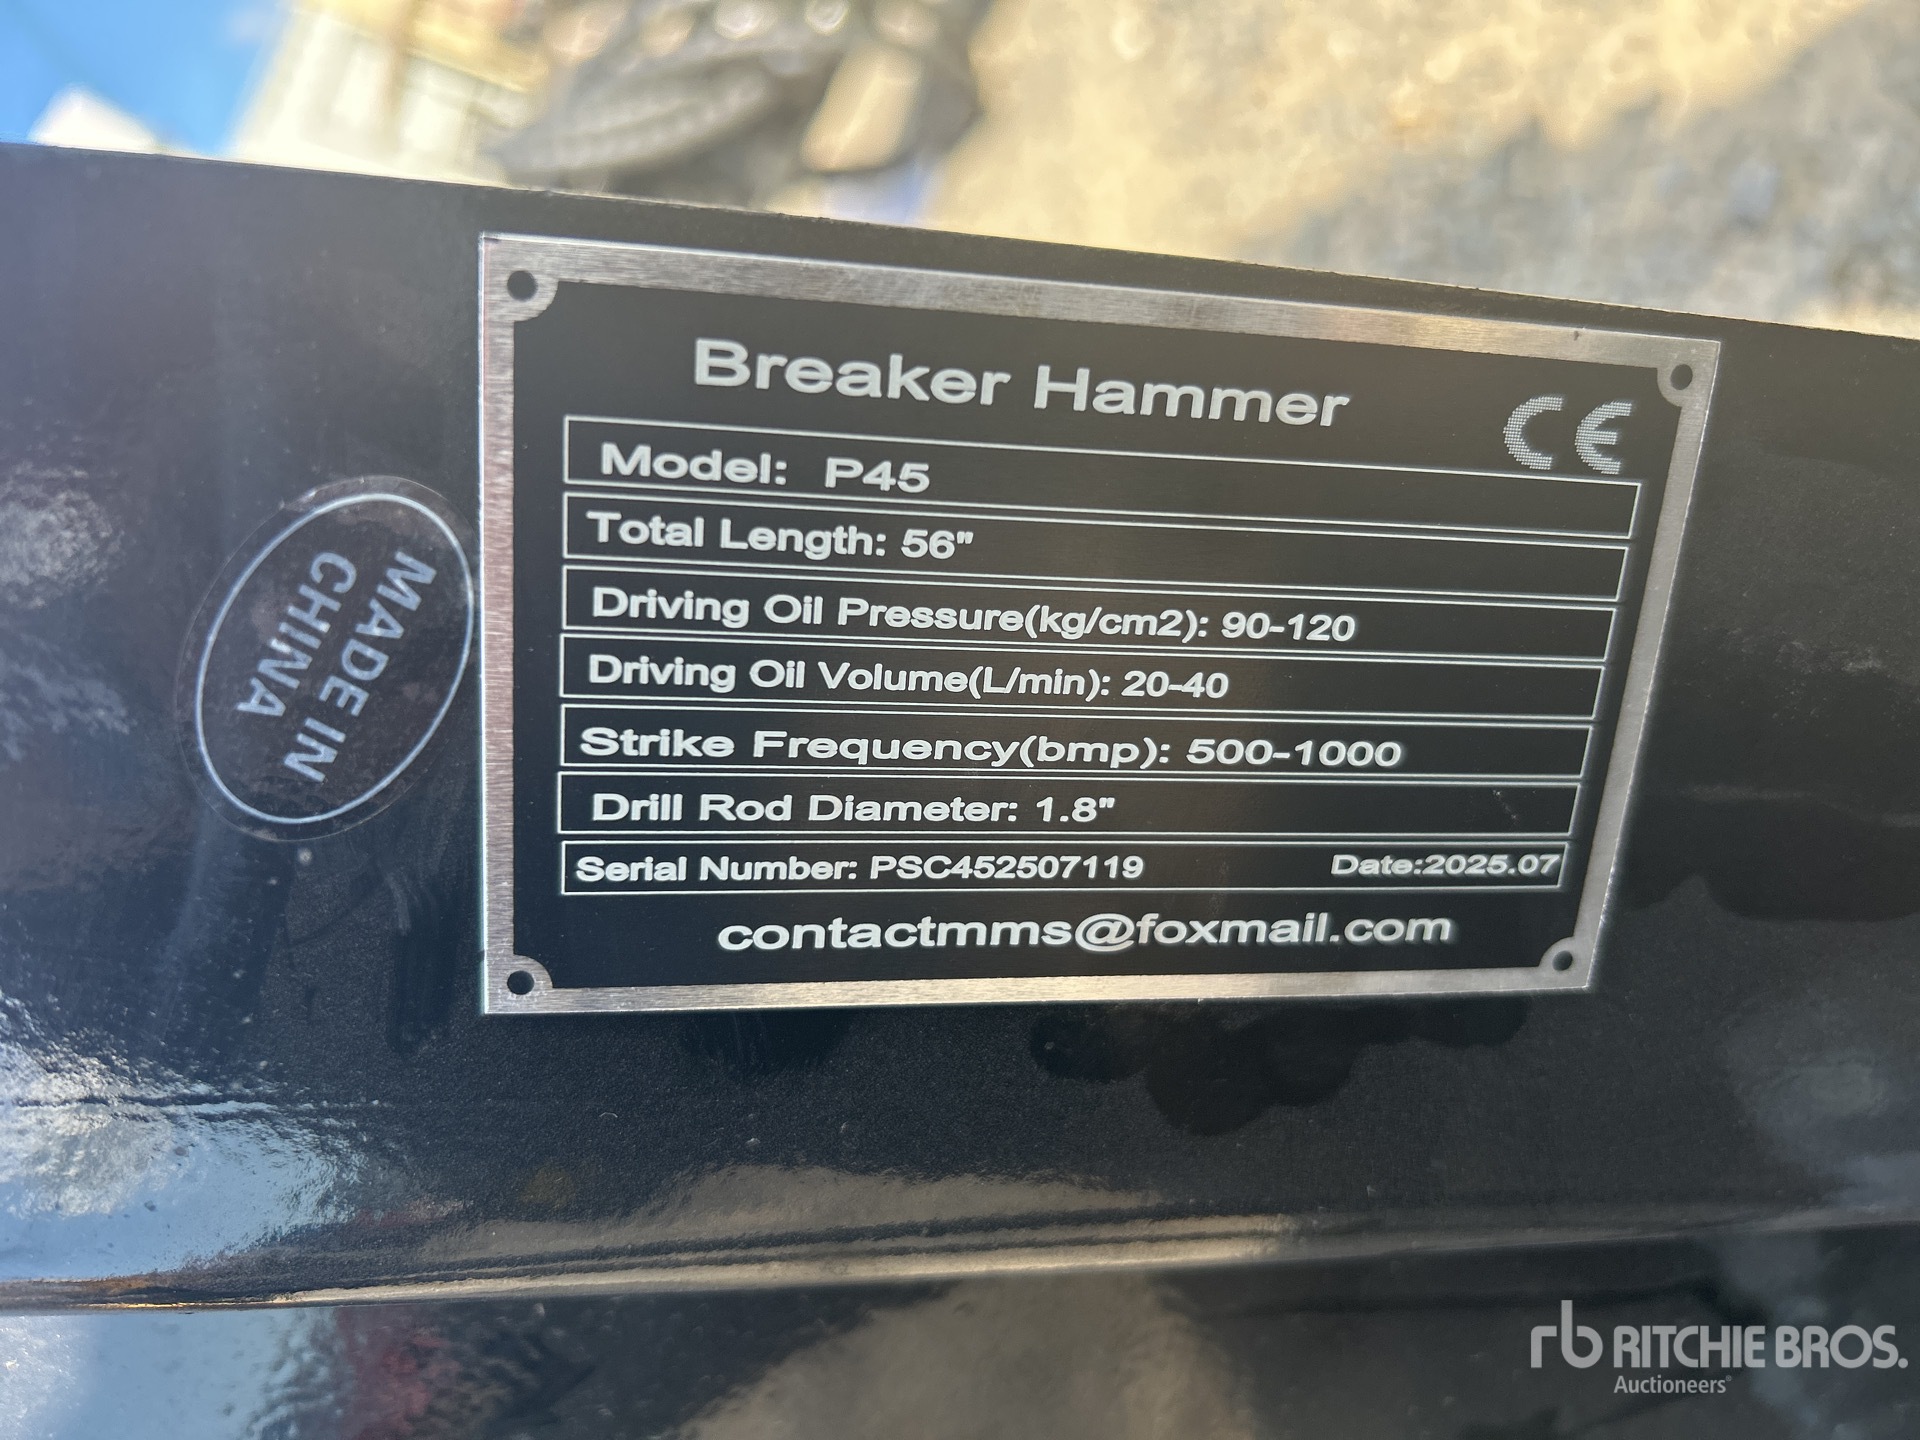 Breaker Hammer
CE
Model: P45
Total Length: 56"
Driving Oil Pressure(kg/cm2): 90-120
Driving Oil Volume(L/min): 20-40
Strike Frequency(bmp): 500-1000
Drill Rod Diameter: 1.8"
Serial Number: PSC452507119 Date:2025.07
contactmms@foxmail.com
MADE IN
CHINA
rb RITCHIE BROS.
Auctioneers®